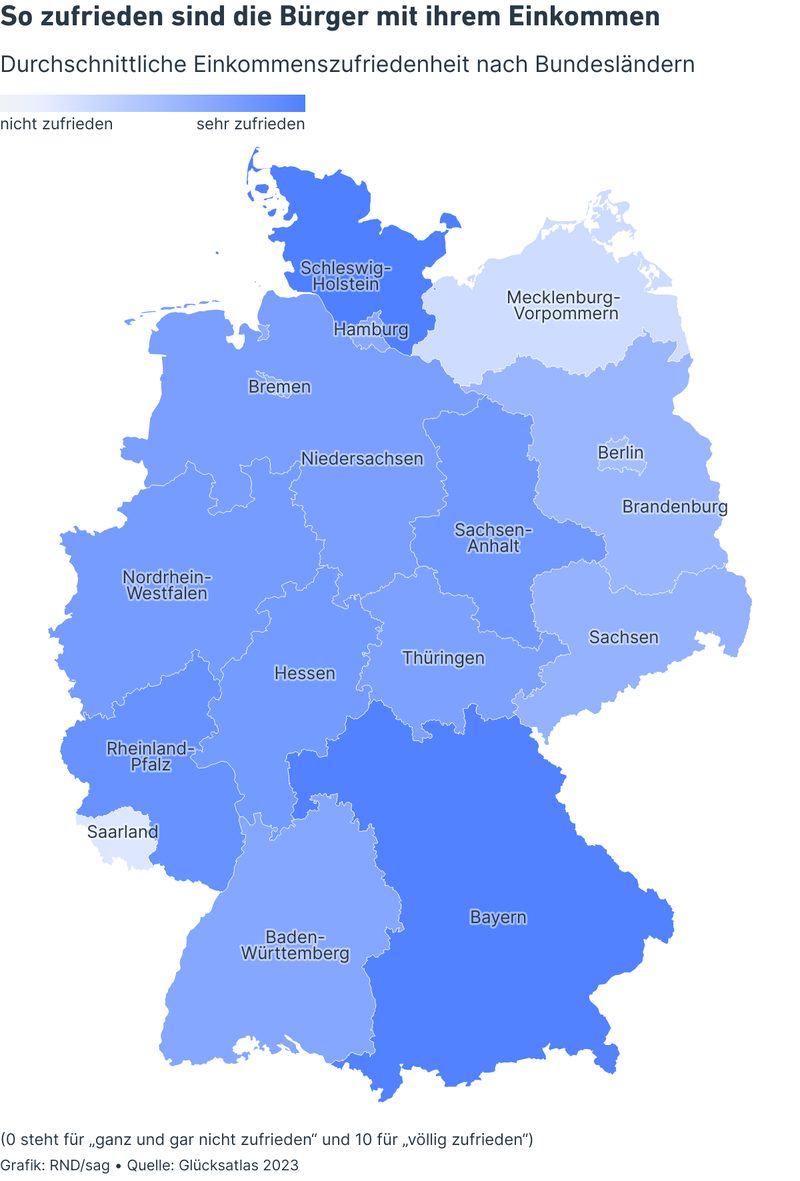 So zufrieden sind die Bürger mit ihrem Einkommen
Durchschnittliche Einkommenszufriedenheit nach Bundesländern
nicht zufrieden sehr zufrieden
Schleswig-
Holstein
Mecklenburg-
Vorpommern
Hamburg
Bremen
Niedersachsen
Berlin
Brandenburg
Sachsen-
Anhalt
Nordrhein-
Westfalen
Sachsen
Thüringen
Hessen
Rheinland-
Pfalz
Saarland
Bayern
Baden-
Württemberg
(0 steht für „ganz und gar nicht zufrieden“ und 10 für „völlig zufrieden“)
Grafik: RND/sag • Quelle: Glücksatlas 2023